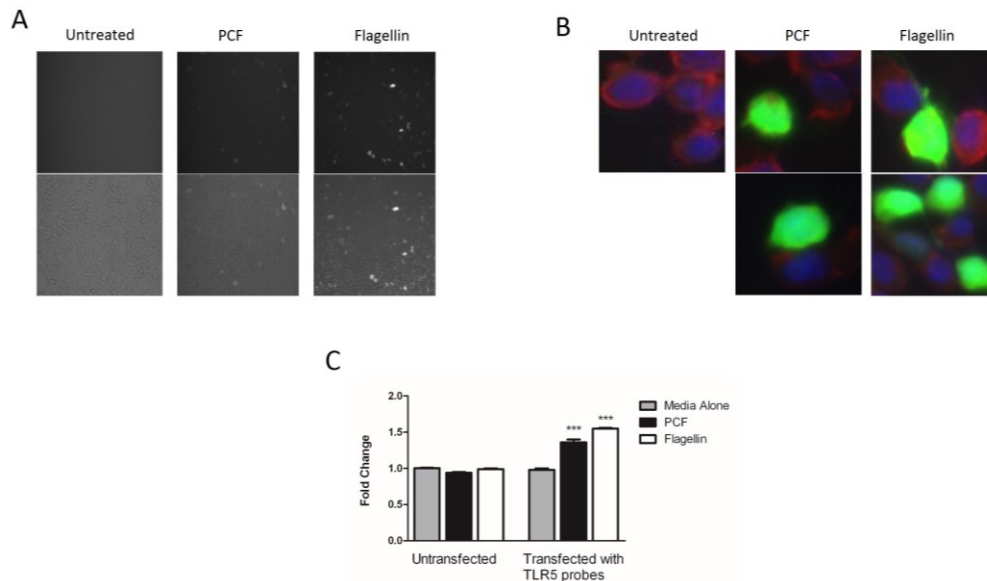 A
Untreated PCF Flagellin
B
Untreated PCF Flagellin
C
2.0
1.5
1.0
0.5
0.0
Fold Change
*** ***
Untransfected Transfected with
TLR5 probes
Media Alone
PCF
Flagellin